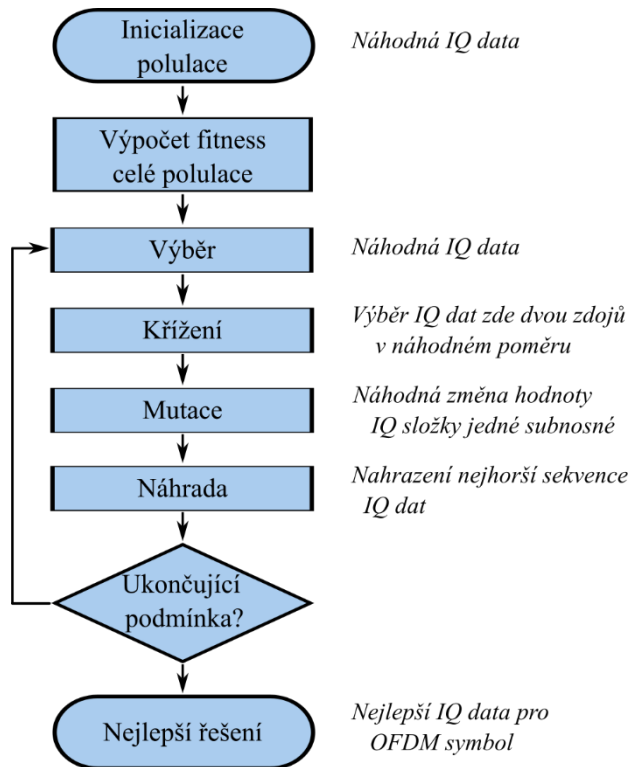 Inicializace
polulace
Náhodná IQ data
Výpočet fitness
celé polulace
Výběr
Náhodná IQ data
Křížení
Výběr IQ dat zde dvou zdojů
v náhodném poměru
Mutace
Náhodná změna hodnoty
IQ složky jedné subnosné
Náhrada
Nahrazení nejhorší sekvence
IQ dat
Ukončující
podmínka?
Nejlepší řešení
Nejlepší IQ data pro
OFDM symbol